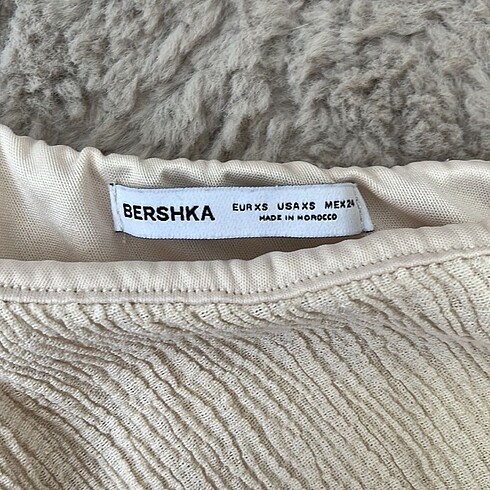 BERSHKA
EUR XS USA XS MEX 24
MADE IN MOROCCO